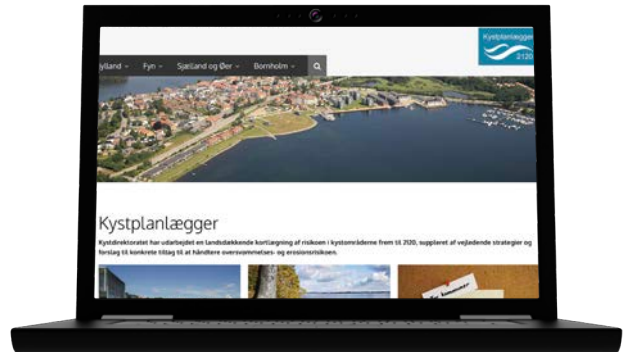 Kystplanlægger
2120
Jylland
Fyn
Sjælland og Øer
Bornholm
Kystplanlægger
Kystdirektoratet har udarbejdet en landsdækkende kortlægning af risikoen i kystområderne frem til 2120, suppleret af vejledende strategier og
forslag til konkrete tiltag til at håndtere oversvømmelses- og erosionsrisikoen.